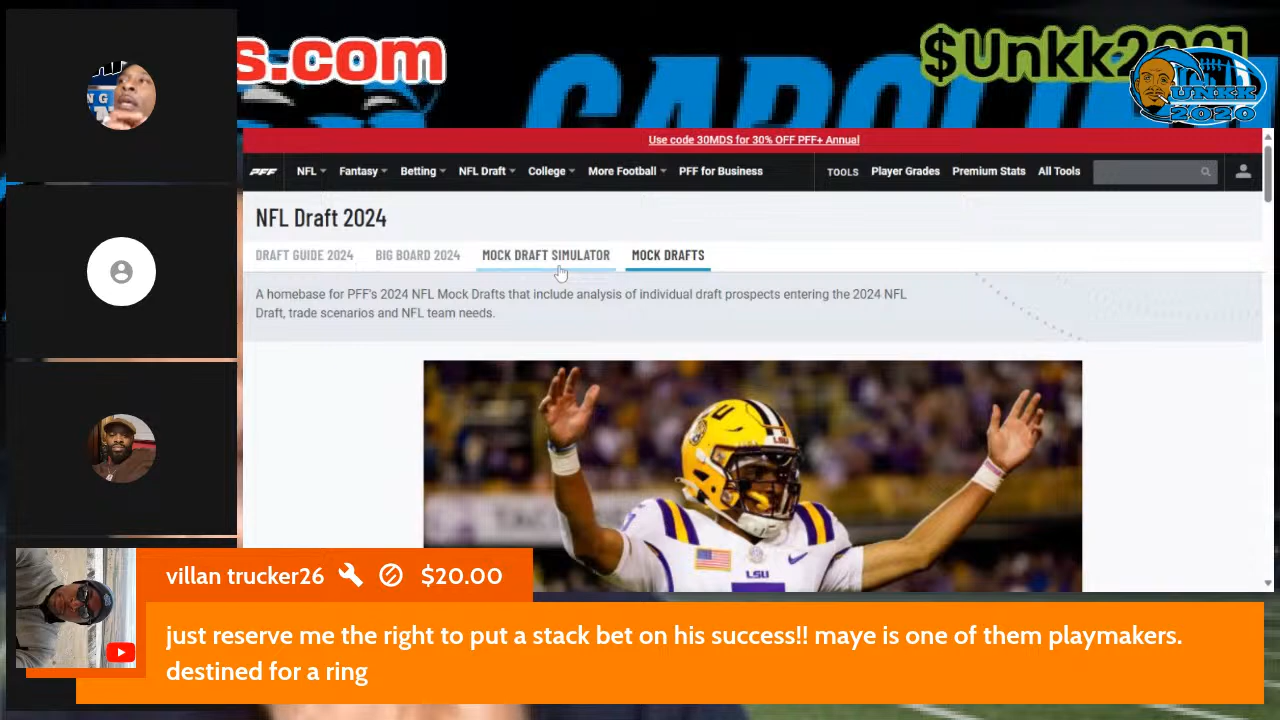 s.com
$Unkk2021
CAROLI
UNKK
2020
Use code 30MDS for 30% OFF PFF+ Annual
PFF
NFL
Fantasy
Betting
NFL Draft
College
More Football
PFF for Business
TOOLS
Player Grades
Premium Stats
All Tools
NFL Draft 2024
DRAFT GUIDE 2024
BIG BOARD 2024
MOCK DRAFT SIMULATOR
MOCK DRAFTS
A homebase for PFF's 2024 NFL Mock Drafts that include analysis of individual draft prospects entering the 2024 NFL
Draft, trade scenarios and NFL team needs.
LSU
LSU
villan trucker26 $20.00
just reserve me the right to put a stack bet on his success!! maye is one of them playmakers.
destined for a ring